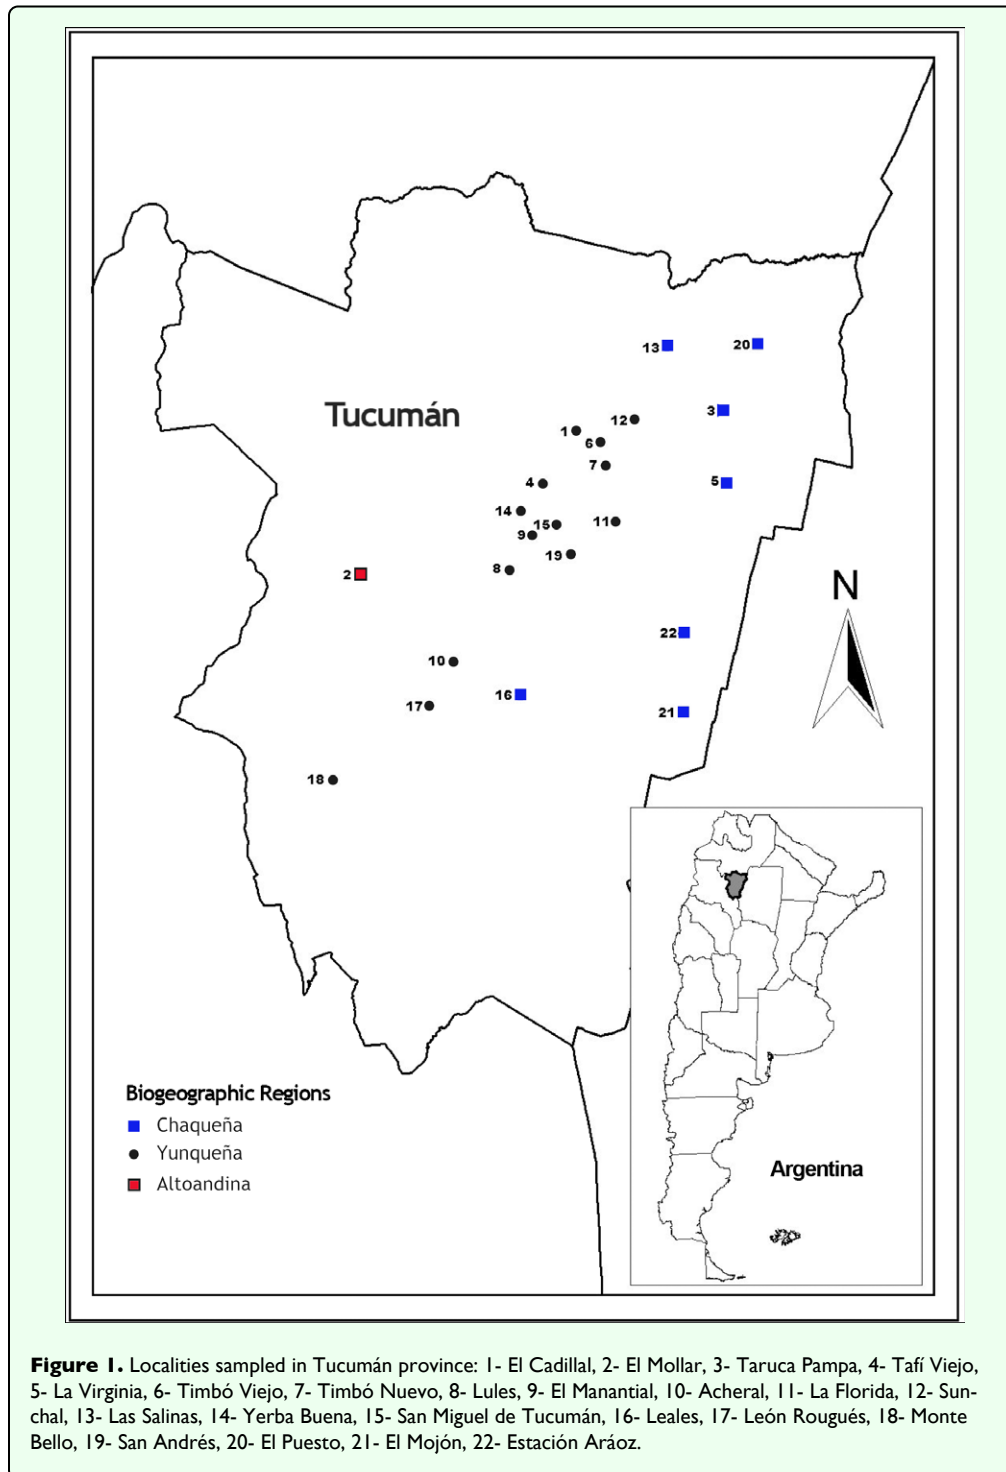 13
20
Tucumán
3
12
1
6
7
5
4
14
15
11
9
19
8
2
N
22
10
16
17
21
18
Biogeographic Regions
Chaqueña
Yunqueña
Altoandina
Argentina
Figure 1. Localities sampled in Tucumán province: 1- El Cadillal, 2- El Mollar, 3- Taruca Pampa, 4- Tafí Viejo,
5- La Virginia, 6- Timbó Viejo, 7- Timbó Nuevo, 8- Lules, 9- El Manantial, 10- Acheral, 11- La Florida, 12- Sun-
chal, 13- Las Salinas, 14- Yerba Buena, 15- San Miguel de Tucumán, 16- Leales, 17- León Rougués, 18- Monte
Bello, 19- San Andrés, 20- El Puesto, 21- El Mojón, 22- Estación Aráoz.